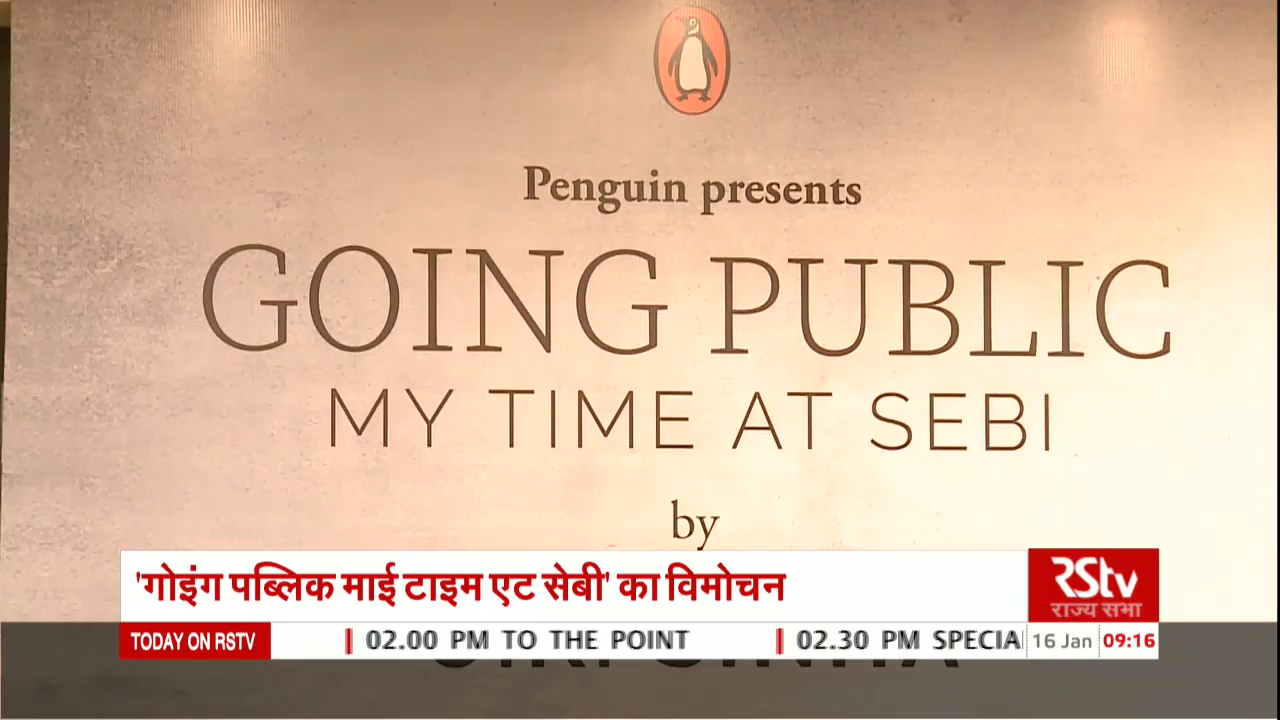 Penguin presents
GOING PUBLIC
MY TIME AT SEBI
by
'गोइंग पब्लिक माई टाइम एट सेबी' का विमोचन
RStv
राज्य सभा
TODAY ON RSTV
02.00 PM TO THE POINT
02.30 PM SPECIA
16 Jan
09:16